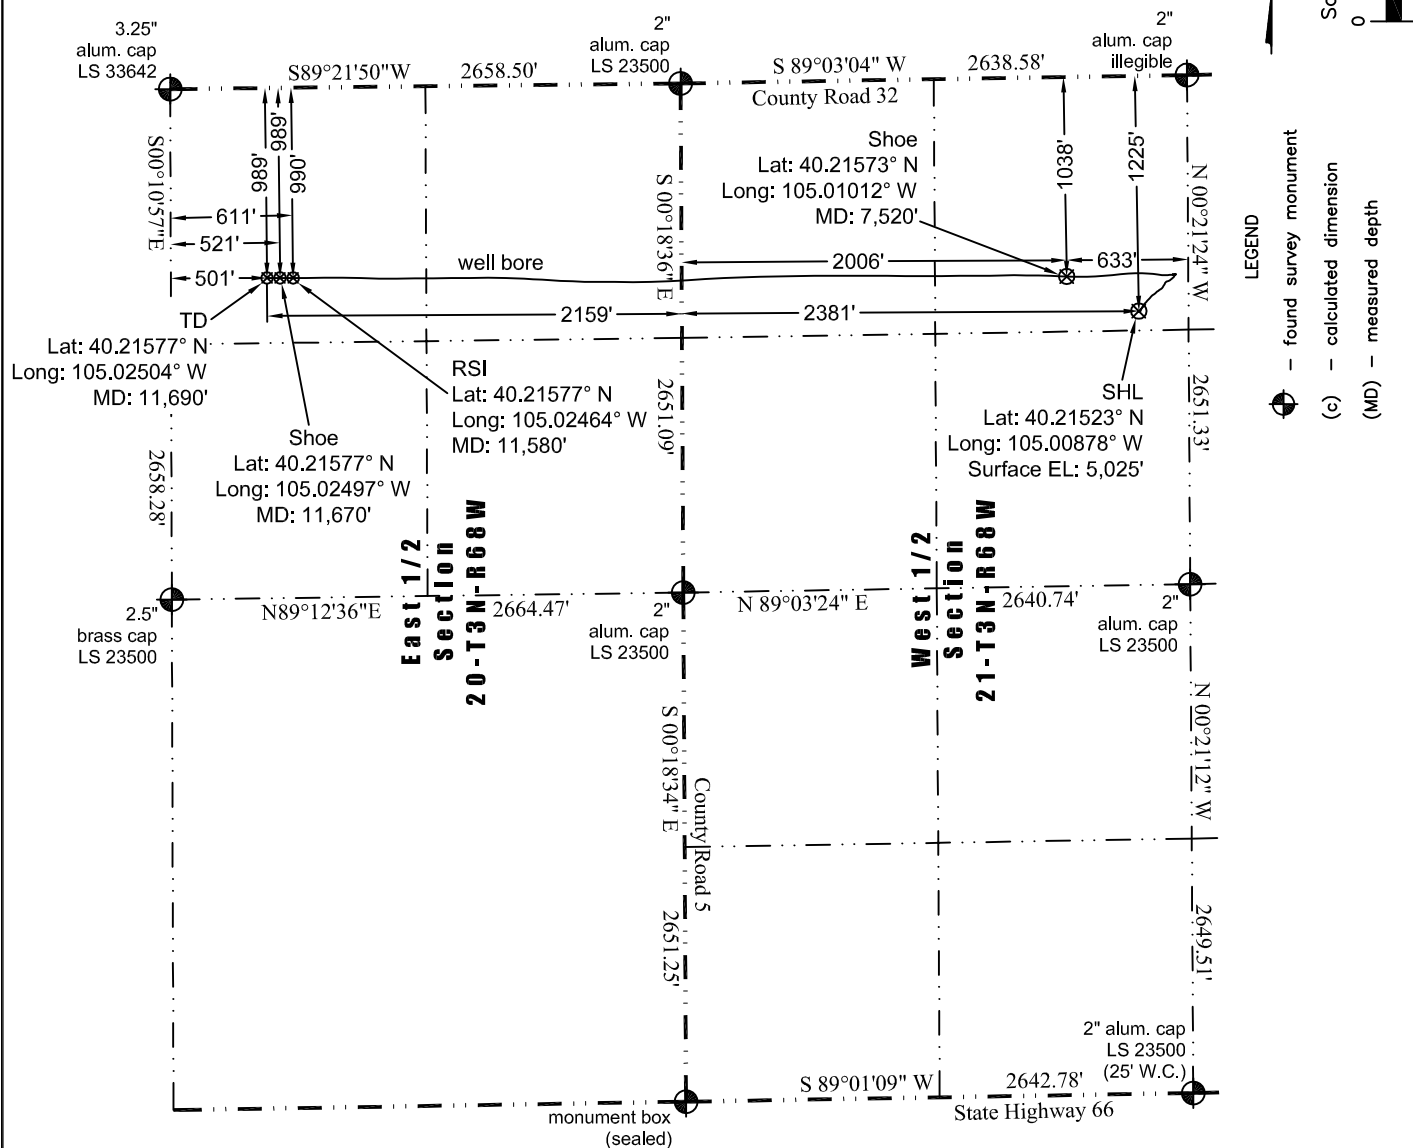 3.25"
alum. cap
LS 33642
S89°21'50"W
2658.50'
2"
alum. cap
LS 23500
S 89°03'04" W
2638.58'
County Road 32
2"
alum. cap
illegible
0
S00°10'57"E
989'
989'
990'
611'
521'
501'
well bore
S 00°18'36" E
Shoe
Lat: 40.21573° N
Long: 105.01012° W
MD: 7,520'
1038'
1225'
N 00°21'24" W
2006'
633'
2159'
2381'
TD
Lat: 40.21577° N
Long: 105.02504° W
MD: 11,690'
RSI
Lat: 40.21577° N
Long: 105.02464° W
MD: 11,580'
Shoe
Lat: 40.21577° N
Long: 105.02497° W
MD: 11,670'
SHL
Lat: 40.21523° N
Long: 105.00878° W
Surface EL: 5,025'
2658.28'
2651.09'
2651.33'
LEGEND
– found survey monument
(c) – calculated dimension
(MD) – measured depth
East 1/2
Section
20-T3N-R68W
West 1/2
Section
21-T3N-R68W
2.5"
brass cap
LS 23500
N89°12'36"E
2664.47'
2"
alum. cap
LS 23500
N 89°03'24" E
2640.74'
2"
alum. cap
LS 23500
S 00°18'34" E
County Road 5
2651.25'
N 00°21'12" W
2649.51'
2" alum. cap
LS 23500
(25' W.C.)
S 89°01'09" W
2642.78'
State Highway 66
monument box
(sealed)